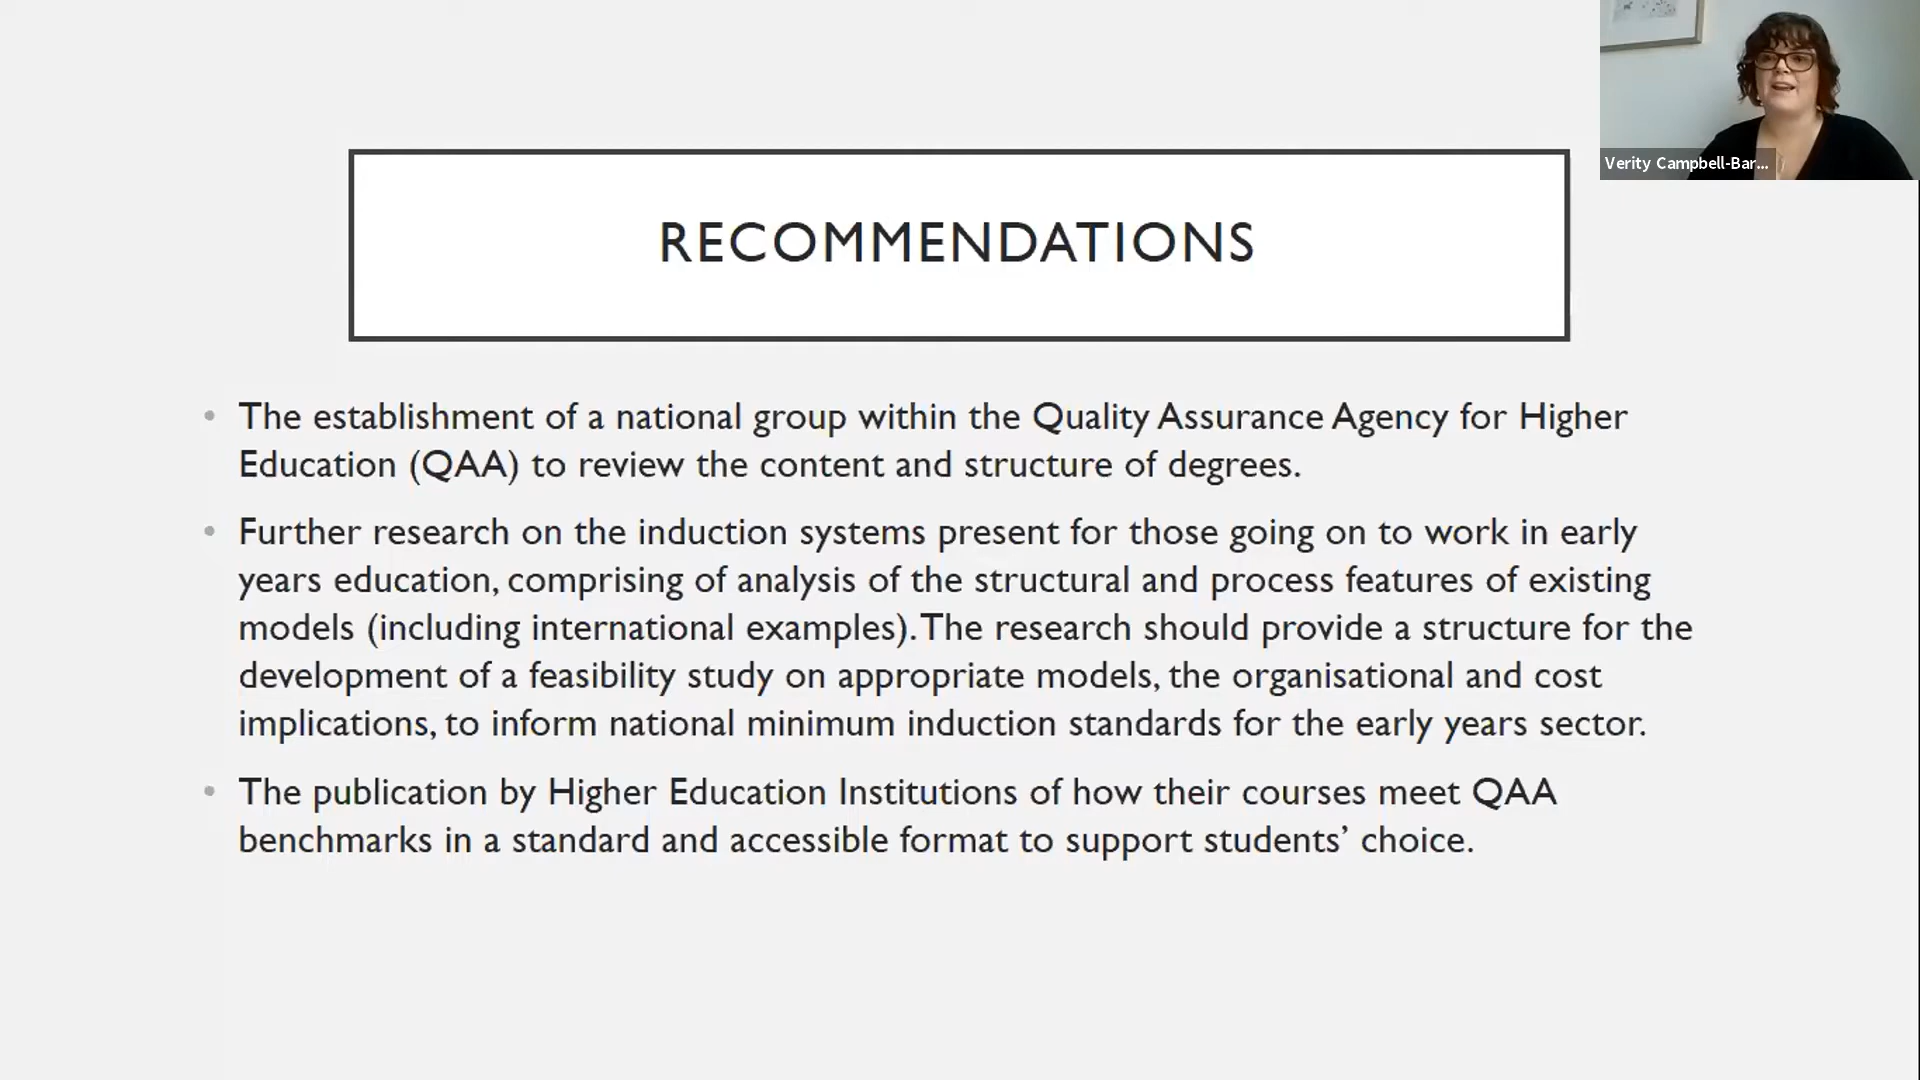 Verity Campbell-Bar...
RECOMMENDATIONS
• The establishment of a national group within the Quality Assurance Agency for Higher
Education (QAA) to review the content and structure of degrees.
• Further research on the induction systems present for those going on to work in early
years education, comprising of analysis of the structural and process features of existing
models (including international examples). The research should provide a structure for the
development of a feasibility study on appropriate models, the organisational and cost
implications, to inform national minimum induction standards for the early years sector.
• The publication by Higher Education Institutions of how their courses meet QAA
benchmarks in a standard and accessible format to support students’ choice.